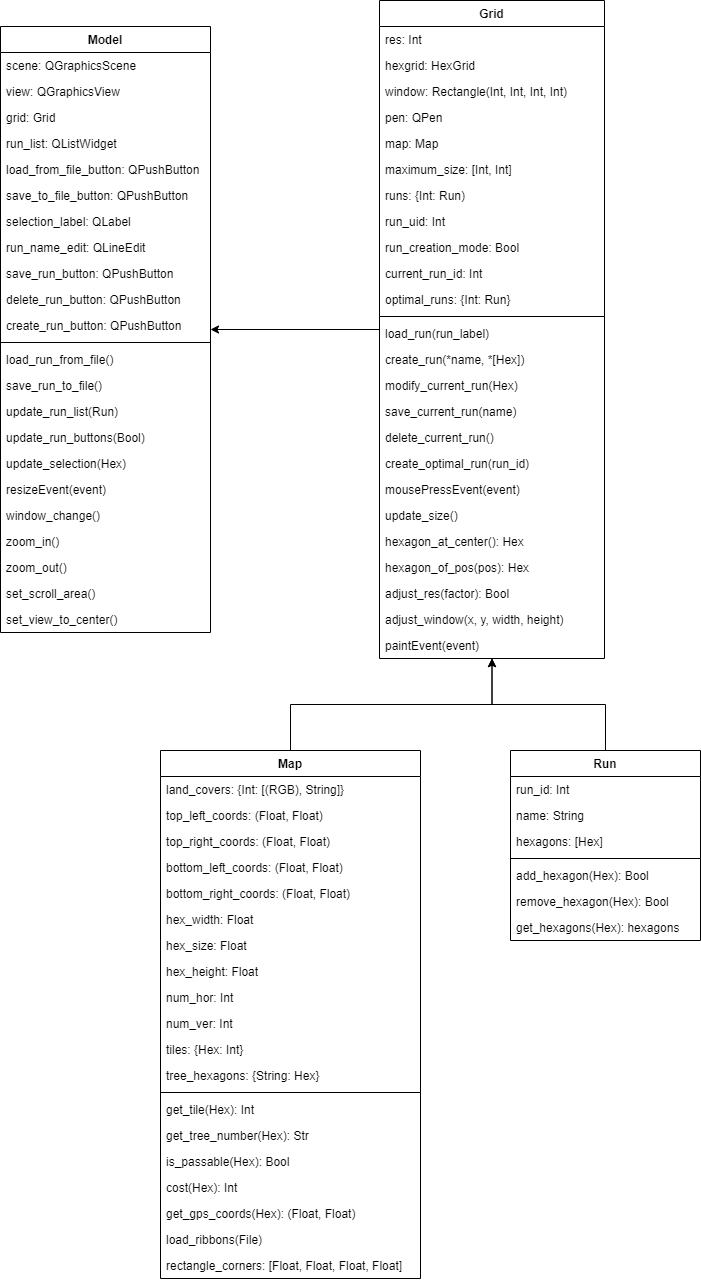 Model
scene: QGraphicsScene
view: QGraphicsView
grid: Grid
run_list: QListWidget
load_from_file_button: QPushButton
save_to_file_button: QPushButton
selection_label: QLabel
run_name_edit: QLineEdit
save_run_button: QPushButton
delete_run_button: QPushButton
create_run_button: QPushButton
load_run_from_file()
save_run_to_file()
update_run_list(Run)
update_run_buttons(Bool)
update_selection(Hex)
resizeEvent(event)
window_change()
zoom_in()
zoom_out()
set_scroll_area()
set_view_to_center()
Grid
res: Int
hexgrid: HexGrid
window: Rectangle(Int, Int, Int, Int)
pen: QPen
map: Map
maximum_size: [Int, Int]
runs: {Int: Run)
run_uid: Int
run_creation_mode: Bool
current_run_id: Int
optimal_runs: {Int: Run}
load_run(run_label)
create_run(*name, *[Hex])
modify_current_run(Hex)
save_current_run(name)
delete_current_run()
create_optimal_run(run_id)
mousePressEvent(event)
update_size()
hexagon_at_center(): Hex
hexagon_of_pos(pos): Hex
adjust_res(factor): Bool
adjust_window(x, y, width, height)
paintEvent(event)
Map
land_covers: {Int: [(RGB), String]}
top_left_coords: (Float, Float)
top_right_coords: (Float, Float)
bottom_left_coords: (Float, Float)
bottom_right_coords: (Float, Float)
hex_width: Float
hex_size: Float
hex_height: Float
num_hor: Int
num_ver: Int
tiles: {Hex: Int}
tree_hexagons: {String: Hex}
get_tile(Hex): Int
get_tree_number(Hex): Str
is_passable(Hex): Bool
cost(Hex): Int
get_gps_coords(Hex): (Float, Float)
load_ribbons(File)
rectangle_corners: [Float, Float, Float, Float]
Run
run_id: Int
name: String
hexagons: [Hex]
add_hexagon(Hex): Bool
remove_hexagon(Hex): Bool
get_hexagons(Hex): hexagons